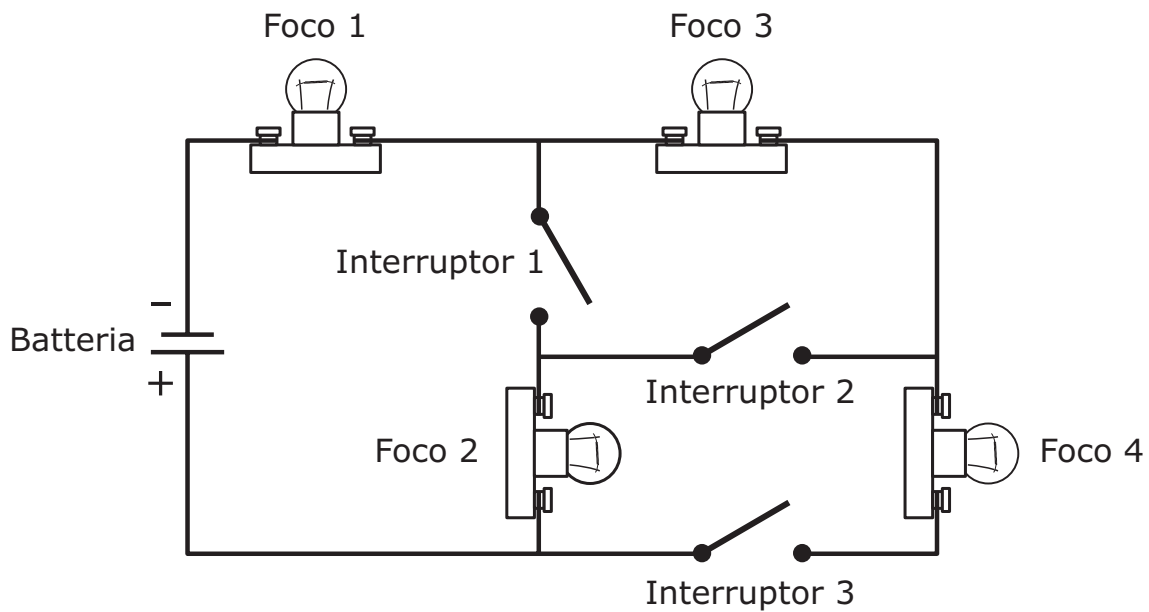 Foco 1
Foco 3
Interruptor 1
−
Batteria
+
Interruptor 2
Foco 2
Foco 4
Interruptor 3